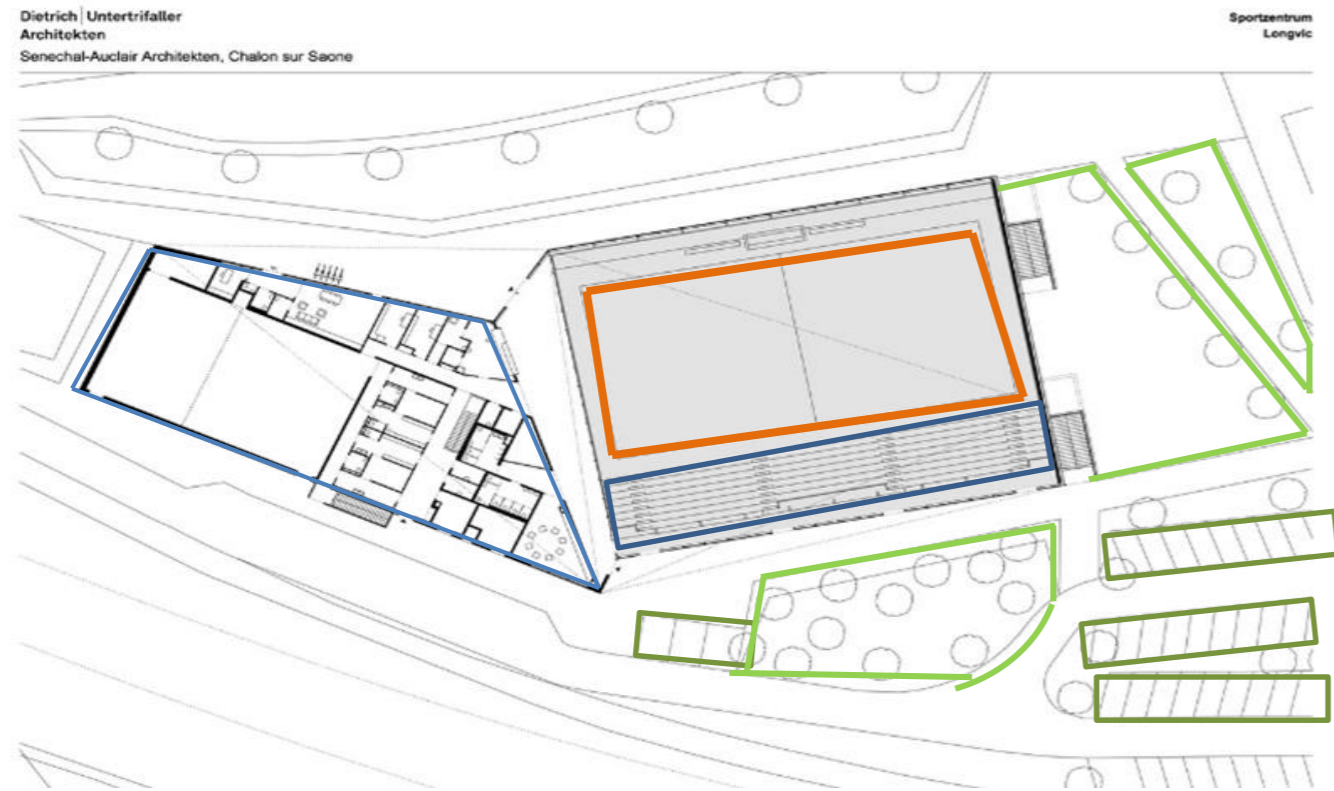 Dietrich | Untertrifaller
Architekten
Senechal-Auclair Architekten, Chalon sur Saone
Sportzentrum
Longvic